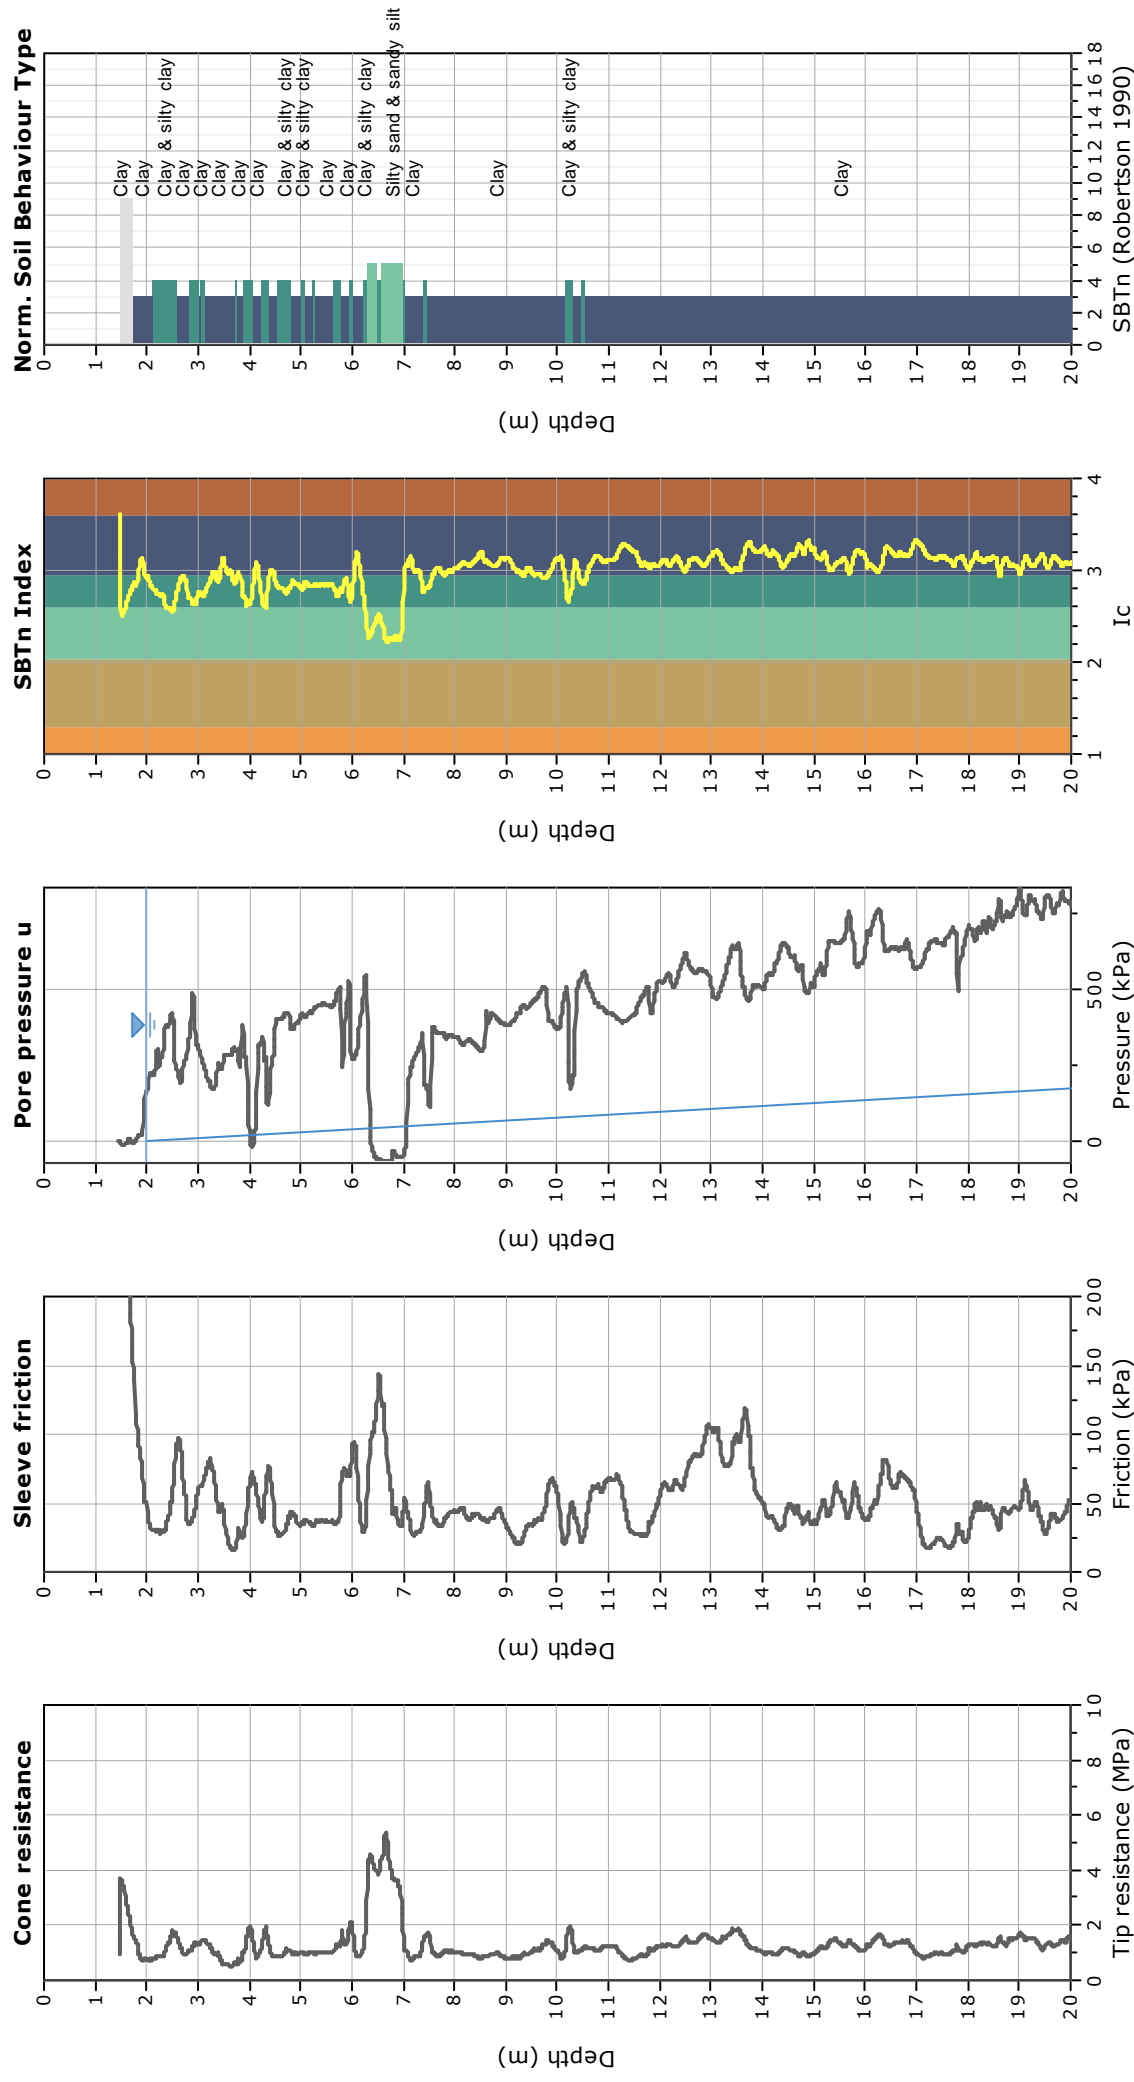 Cone resistance
Depth (m)
0
1
2
3
4
5
6
7
8
9
10
11
12
13
14
15
16
17
18
19
20
0 2 4 6 8 10
Tip resistance (MPa)
Sleeve friction
Depth (m)
0
1
2
3
4
5
6
7
8
9
10
11
12
13
14
15
16
17
18
19
20
0 50 100 150 200
Friction (kPa)
Pore pressure u
Depth (m)
0
1
2
3
4
5
6
7
8
9
10
11
12
13
14
15
16
17
18
19
20
0 500
Pressure (kPa)
SBTn Index
Depth (m)
0
1
2
3
4
5
6
7
8
9
10
11
12
13
14
15
16
17
18
19
20
1 2 3 4
Ic
Norm. Soil Behaviour Type
Depth (m)
0
1
2
3
4
5
6
7
8
9
10
11
12
13
14
15
16
17
18
19
20
Clay
Clay
Clay & silty clay
Clay
Clay
Clay
Clay
Clay
Clay & silty clay
Clay & silty clay
Clay
Clay
Clay & silty clay
Silty sand & sandy silt
Clay
Clay
Clay & silty clay
Clay
0 2 4 6 8 10 12 14 16 18
SBTn (Robertson 1990)